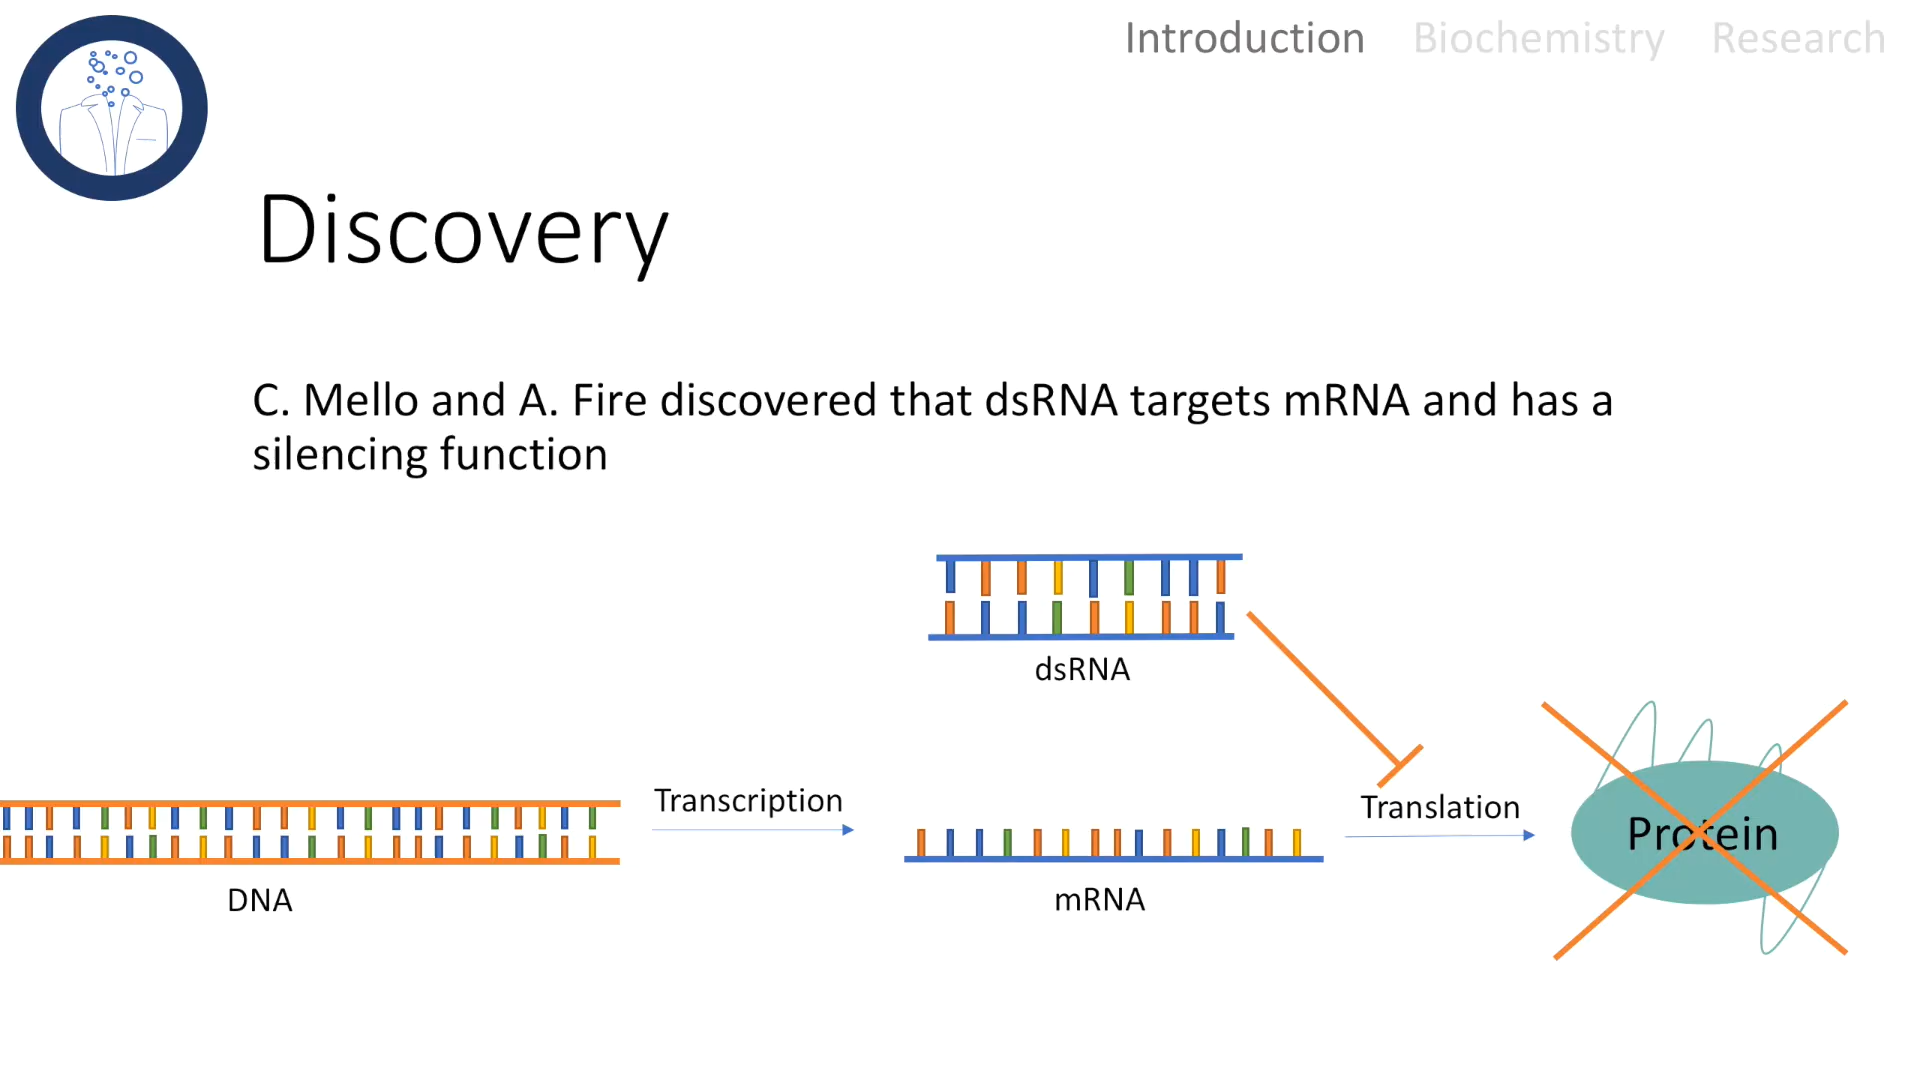 Introduction Biochemistry Research
Discovery
C. Mello and A. Fire discovered that dsRNA targets mRNA and has a
silencing function
dsRNA
Transcription
Translation
Protein
DNA
mRNA